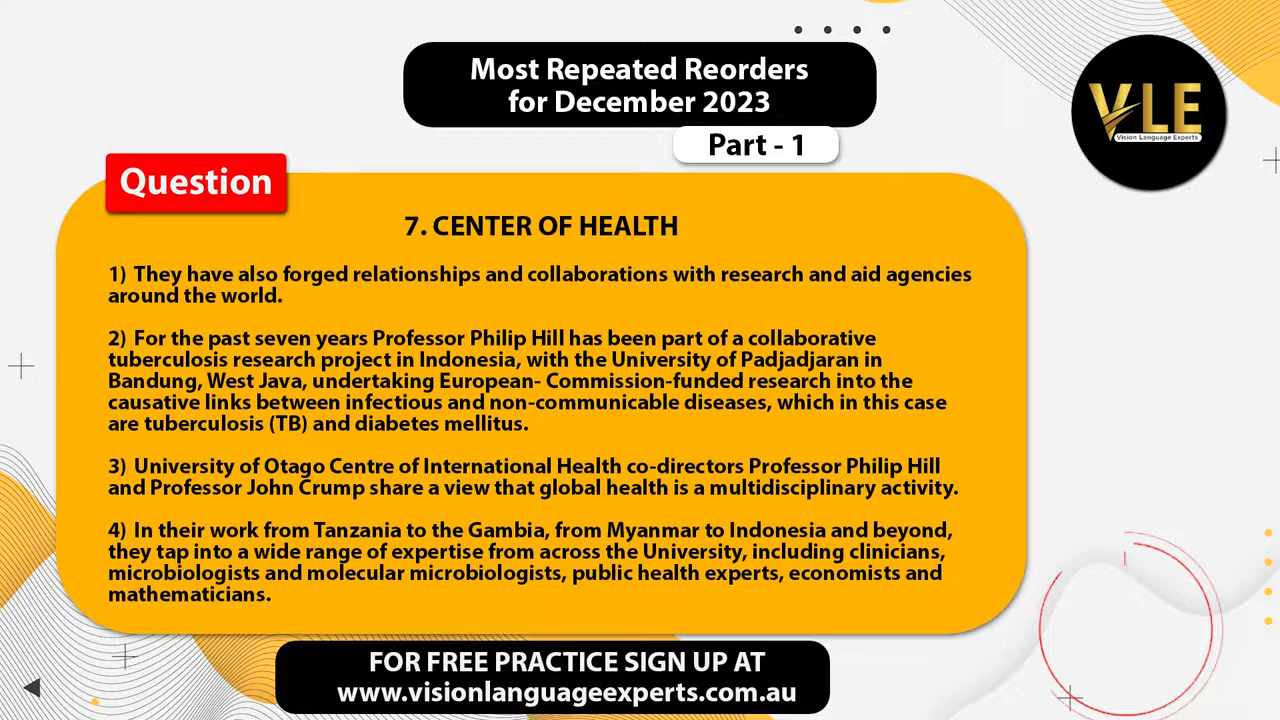 Most Repeated Reorders
for December 2023
Part - 1
VLE
Vision Language Experts
Question
7. CENTER OF HEALTH
1) They have also forged relationships and collaborations with research and aid agencies
around the world.
2) For the past seven years Professor Philip Hill has been part of a collaborative
tuberculosis research project in Indonesia, with the University of Padjadjaran in
Bandung, West Java, undertaking European- Commission-funded research into the
causative links between infectious and non-communicable diseases, which in this case
are tuberculosis (TB) and diabetes mellitus.
3) University of Otago Centre of International Health co-directors Professor Philip Hill
and Professor John Crump share a view that global health is a multidisciplinary activity.
4) In their work from Tanzania to the Gambia, from Myanmar to Indonesia and beyond,
they tap into a wide range of expertise from across the University, including clinicians,
microbiologists and molecular microbiologists, public health experts, economists and
mathematicians.
FOR FREE PRACTICE SIGN UP AT
www.visionlanguageexperts.com.au